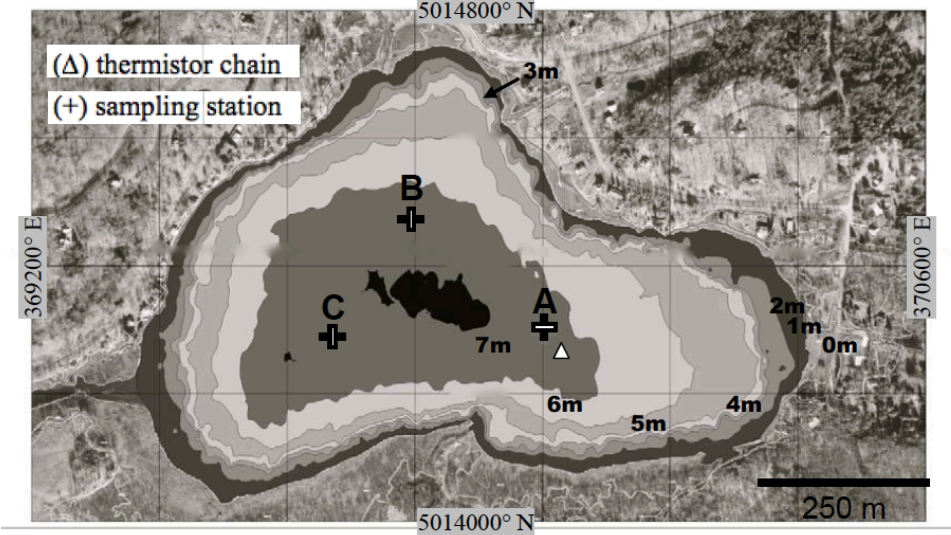 5014800° N
(Δ) thermistor chain
(+) sampling station
3m
B
369200° E
370600° E
A
C
2m
1m
0m
7m
6m
4m
5m
250 m
5014000° N